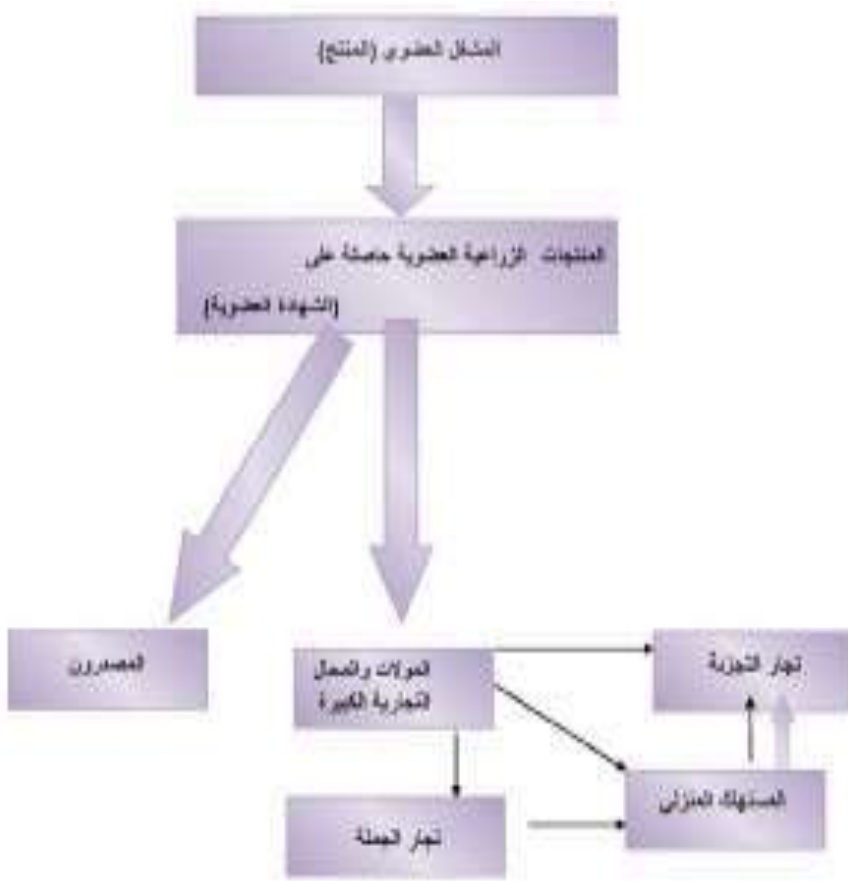 المشغل العضوي (المنتج)
المنتجات الزراعية العضوية حاصلة على
(الشهادة العضوية)
المصدرون
المولات والمحال
التجارية الكبيرة
تجار التجزئة
المستهلك المنزلي
تجار الجملة